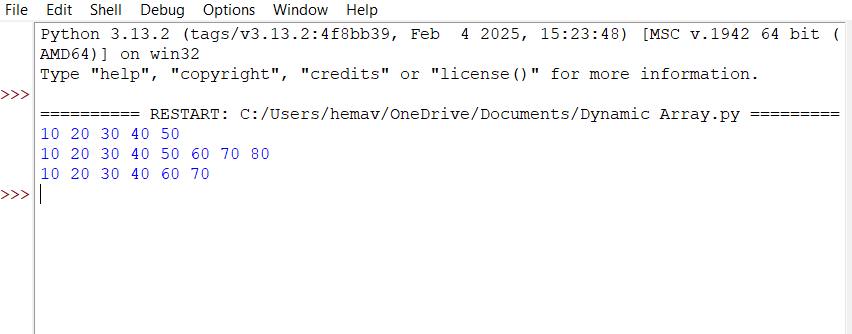 File Edit Shell Debug Options Window Help
Python 3.13.2 (tags/v3.13.2:4f8bb39, Feb  4 2025, 15:23:48) [MSC v.1942 64 bit (
AMD64)] on win32
Type "help", "copyright", "credits" or "license()" for more information.
>>>
========== RESTART: C:/Users/hemav/OneDrive/Documents/Dynamic Array.py =========
10 20 30 40 50
10 20 30 40 50 60 70 80
10 20 30 40 60 70
>>>